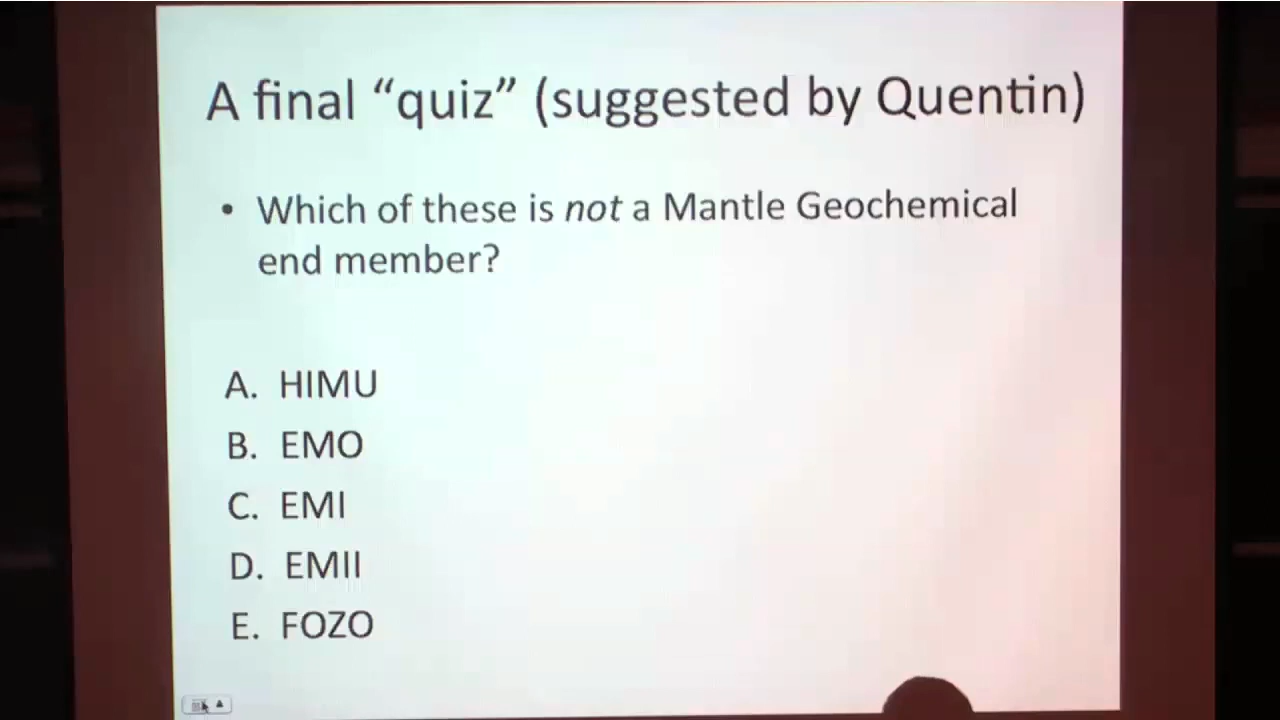 A final “quiz” (suggested by Quentin)
• Which of these is not a Mantle Geochemical
end member?
A. HIMU
B. EMO
C. EMI
D. EMII
E. FOZO